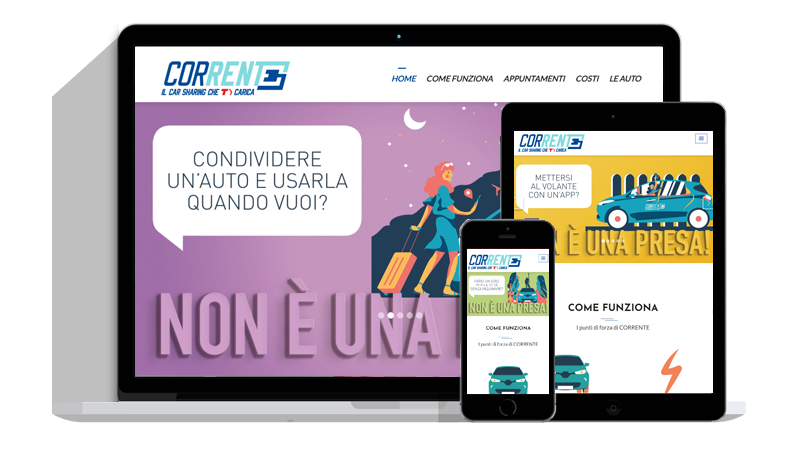 CORRENTE
IL CAR SHARING CHE T CARICA
HOME COME FUNZIONA APPUNTAMENTI COSTI LE AUTO
CONDIVIDERE
UN'AUTO E USARLA
QUANDO VUOI?
NON È UNA
CORRENTE
IL CAR SHARING CHE T CARICA
METTERSI
AL VOLANTE
CON UN'APP?
NON È UNA PRESA!
COME FUNZIONA
I punti di forza di CORRENTE
CORRENTE
IL CAR SHARING CHE T CARICA
NON È UNA PRESA!
COME FUNZIONA
I punti di forza di CORRENTE